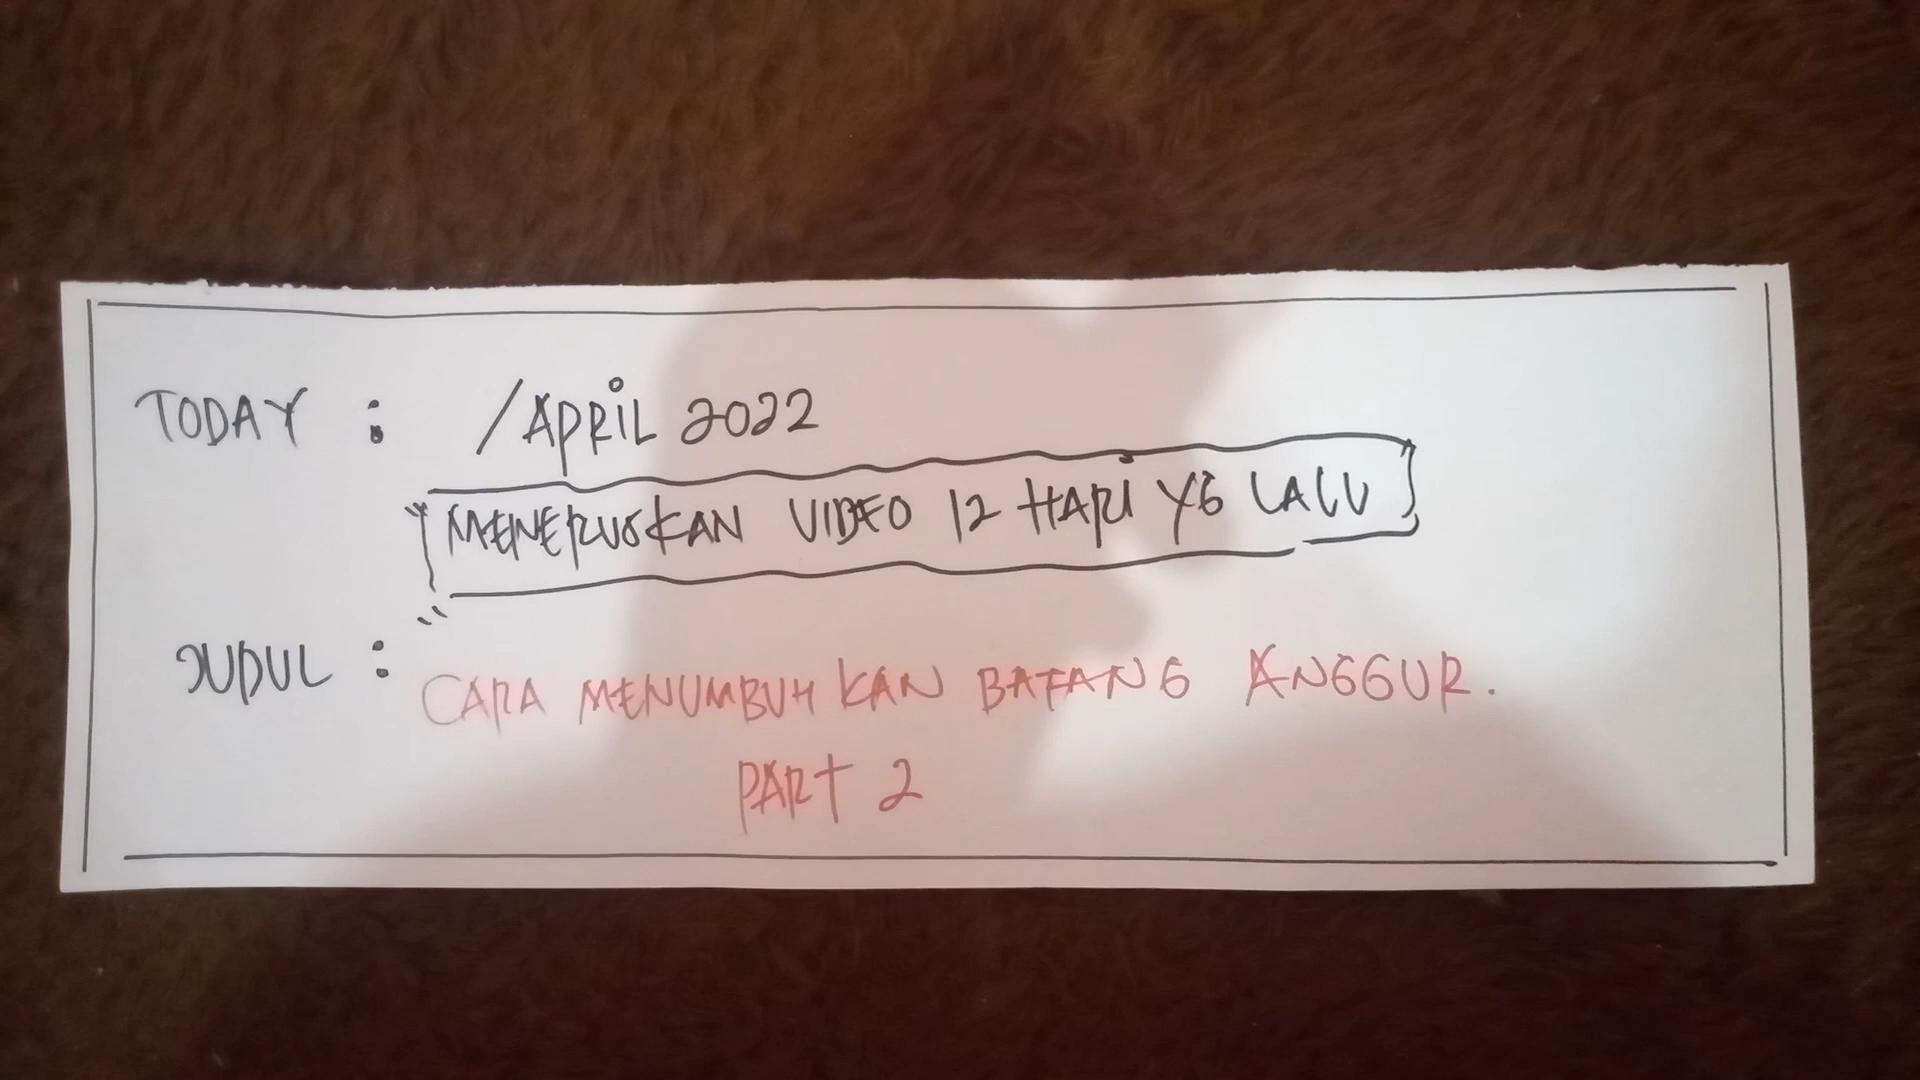 TODAY : /APRIL 2022
MENERUSKAN VIDEO 12 HARI YG LALU
JUDUL : CARA MENUMBUHKAN BATANG ANGGUR.
PART 2